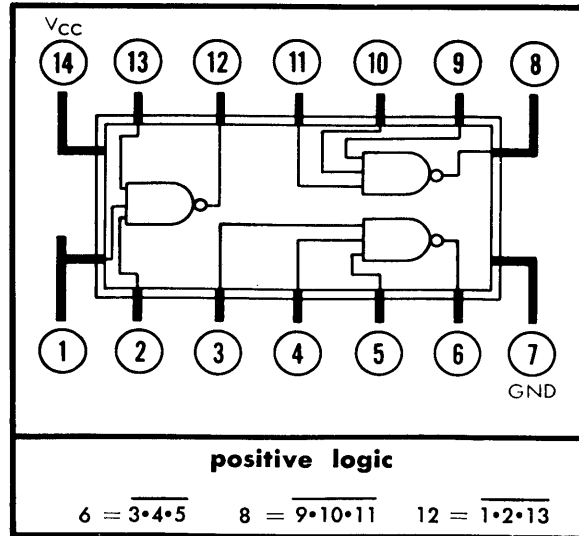 VCC
14 13 12 11 10 9 8
1 2 3 4 5 6 7
GND
positive logic
6 = 3•4•5 8 = 9•10•11 12 = 1•2•13